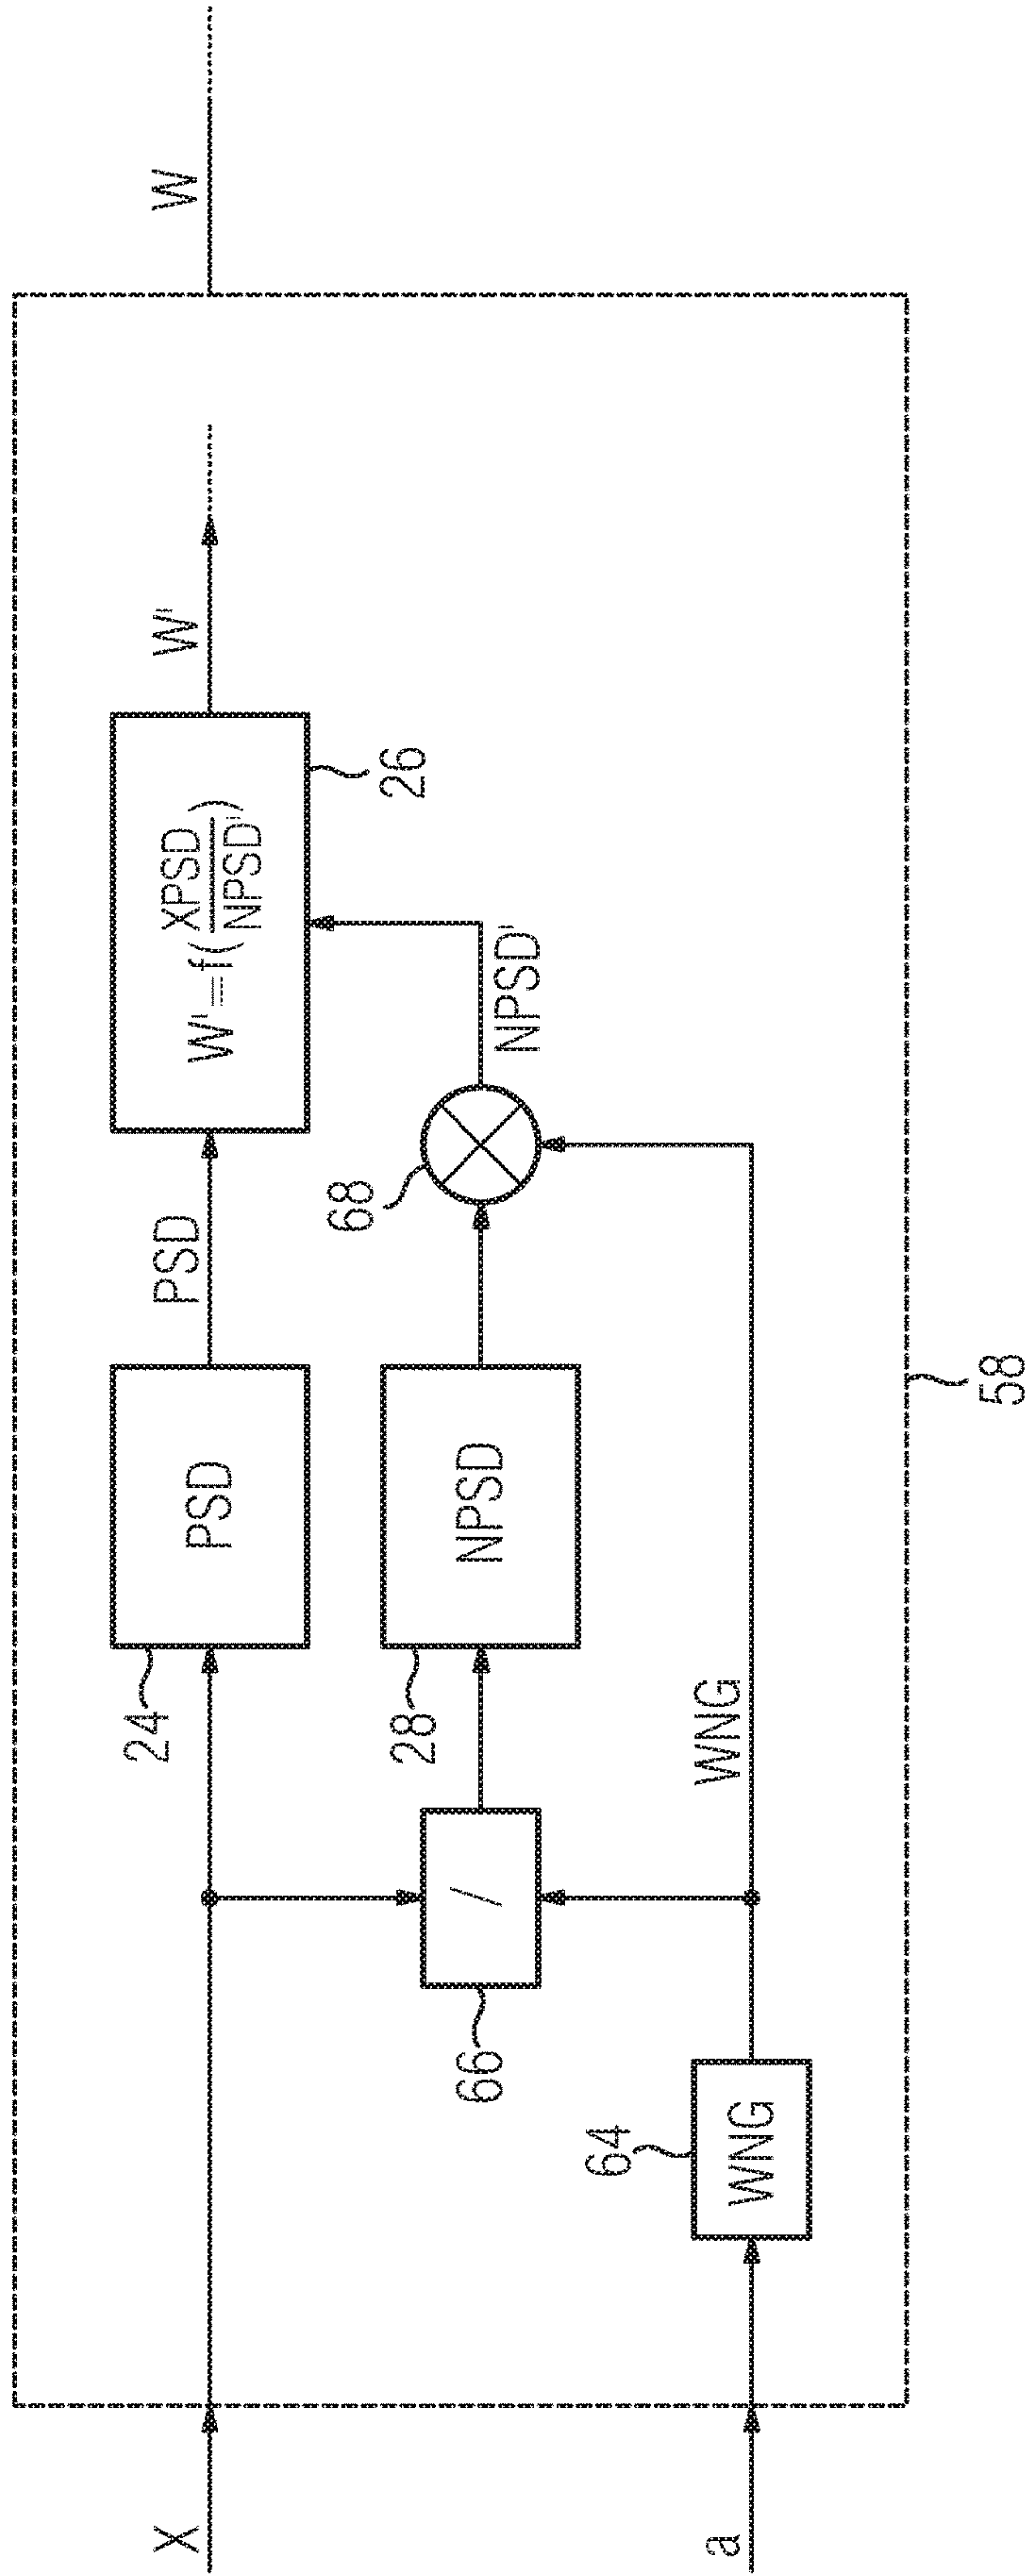 X
a
24
PSD
PSD
W' = f( XPSD / NPSD' )
26
W'
W
66
/
28
NPSD
68
NPSD'
64
WNG
WNG
58